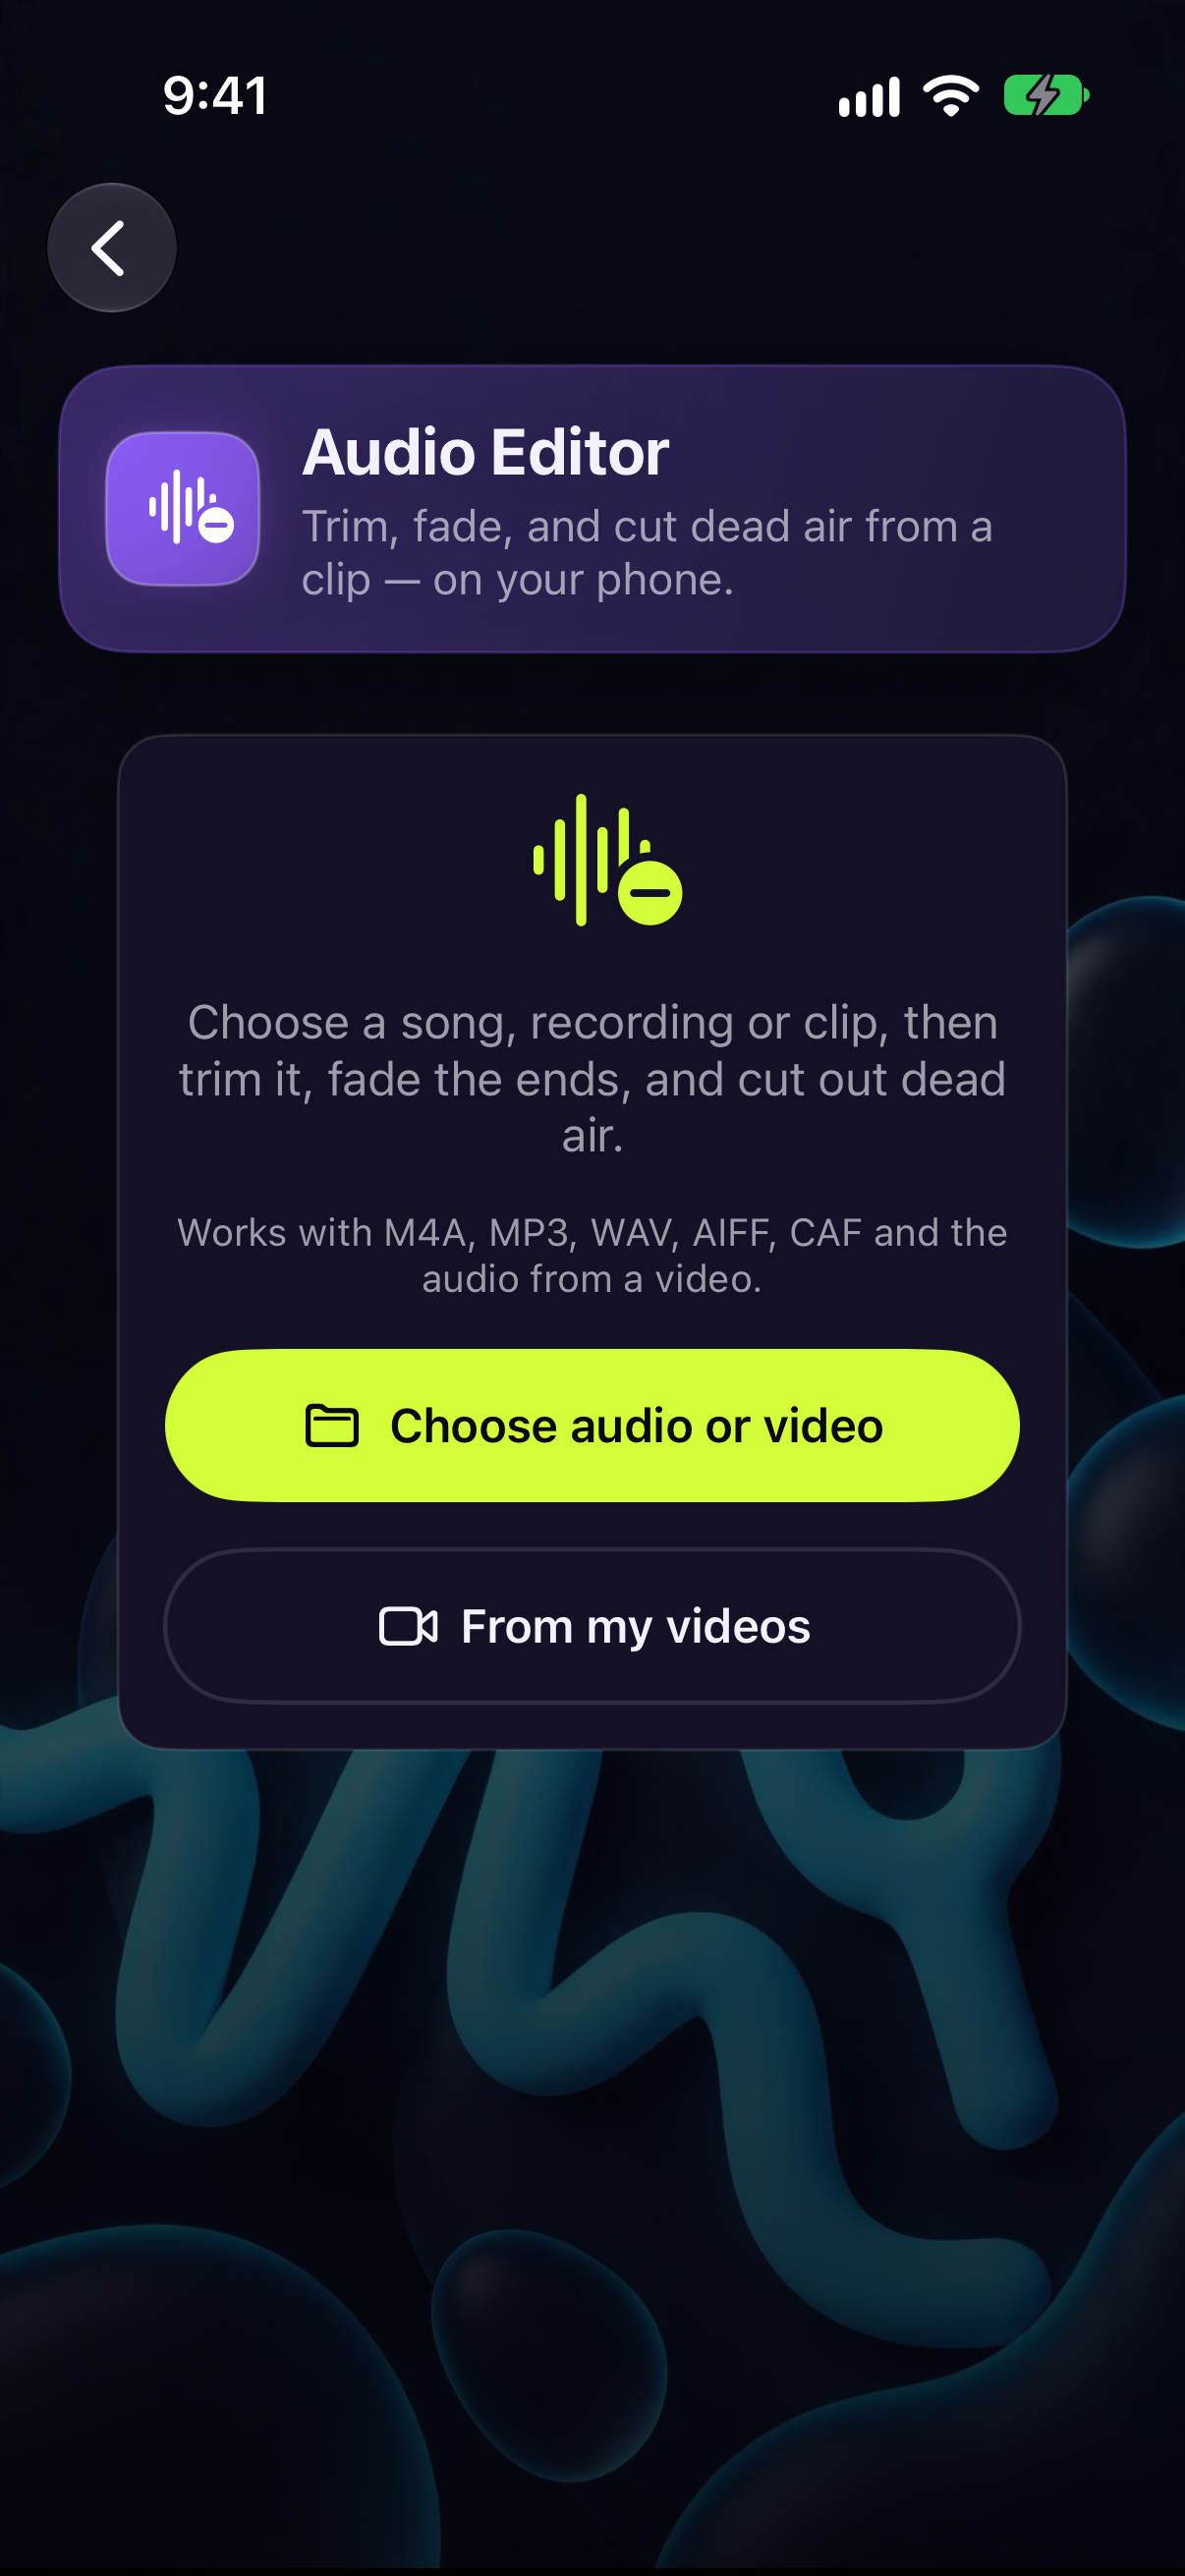 9:41
Audio Editor
Trim, fade, and cut dead air from a
clip — on your phone.
Choose a song, recording or clip, then
trim it, fade the ends, and cut out dead
air.
Works with M4A, MP3, WAV, AIFF, CAF and the
audio from a video.
Choose audio or video
From my videos